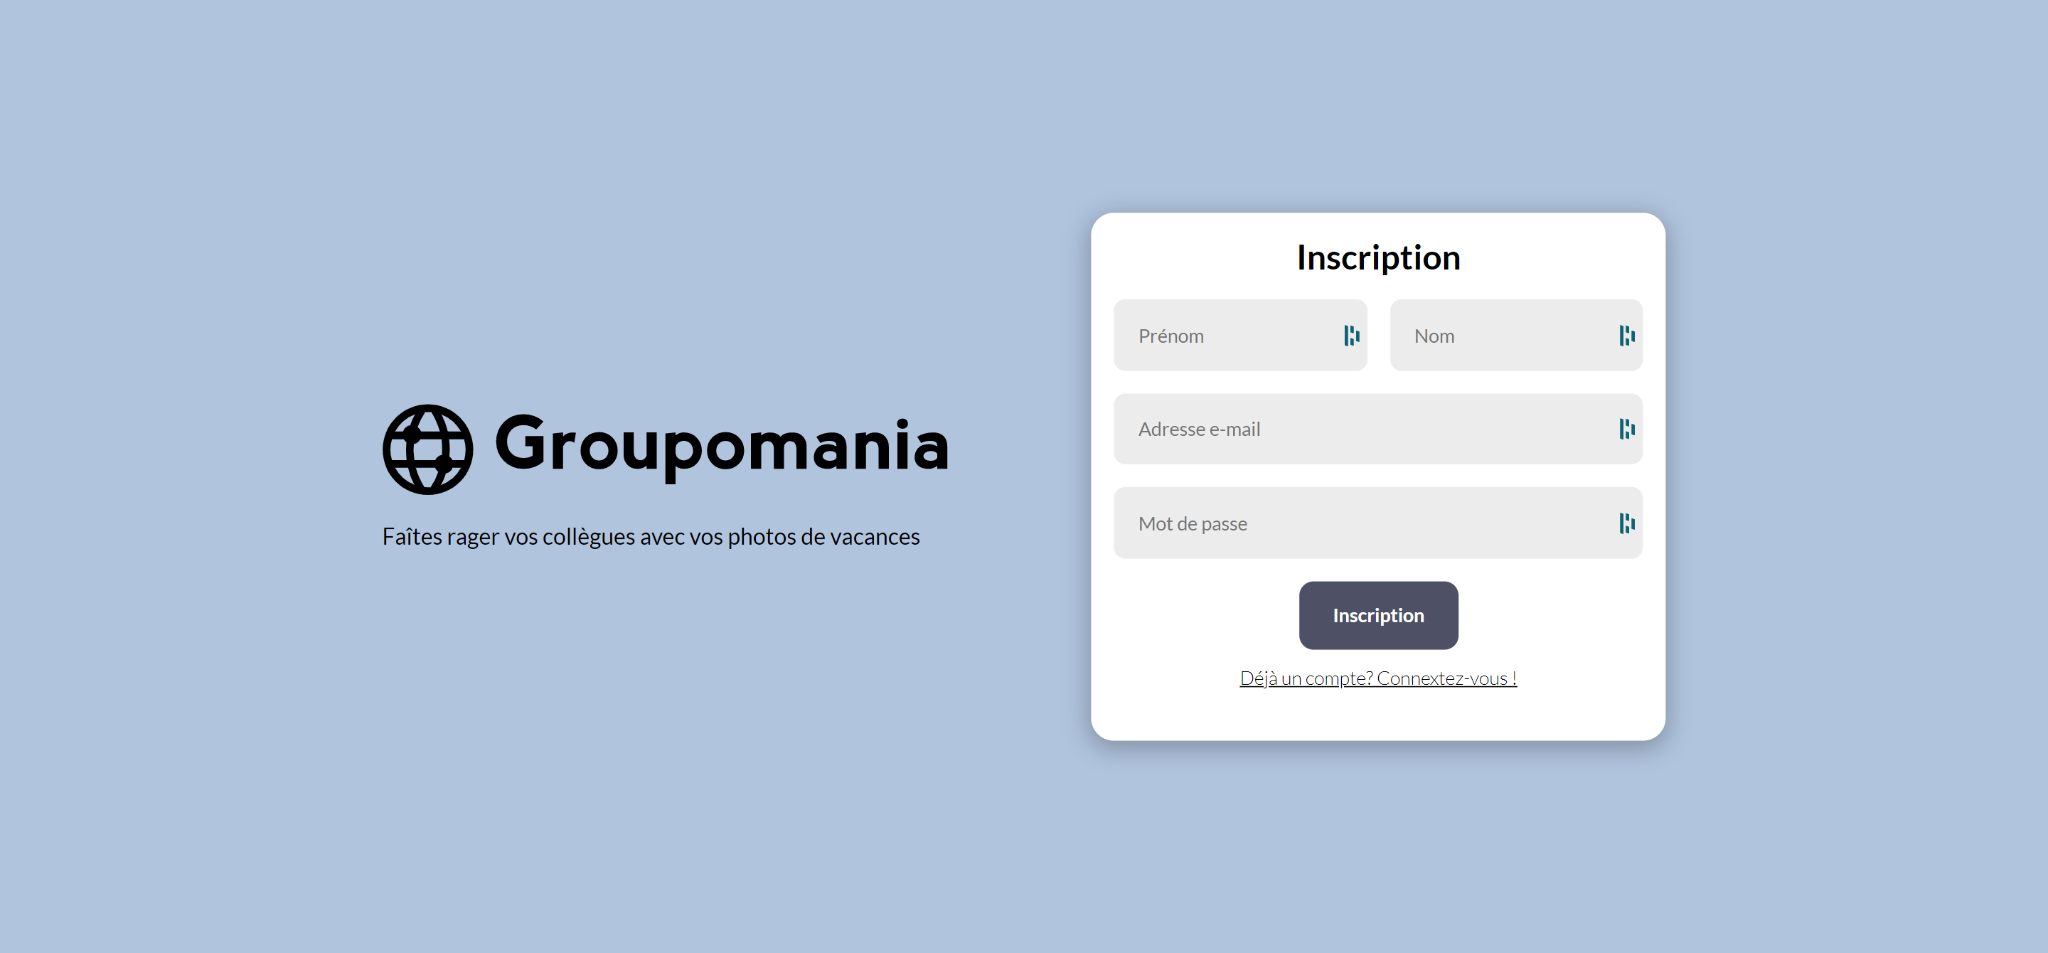 Groupomania
Faîtes rager vos collègues avec vos photos de vacances
Inscription
Prénom
Nom
Adresse e-mail
Mot de passe
Inscription
Déjà un compte? Connextez-vous !